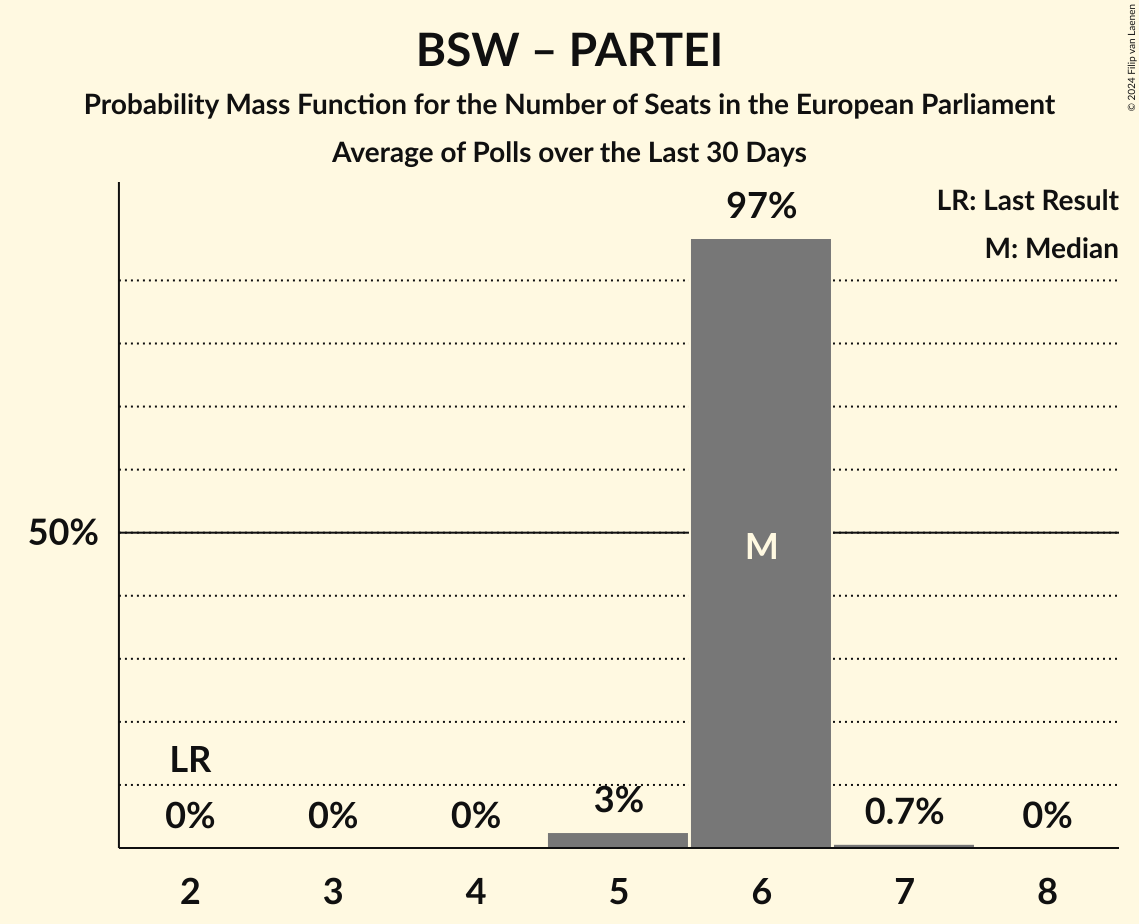 BSW – PARTEI
Probability Mass Function for the Number of Seats in the European Parliament
Average of Polls over the Last 30 Days
© 2024 Filip van Laenen
LR: Last Result
M: Median
97%
50%
M
LR
0%
0%
0%
3%
0.7%
0%
2
3
4
5
6
7
8